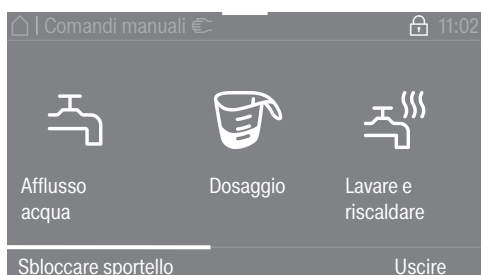 | Comandi manuali 11:02
Afflusso acqua
Dosaggio
Lavare e riscaldare
Sbloccare sportello Uscire